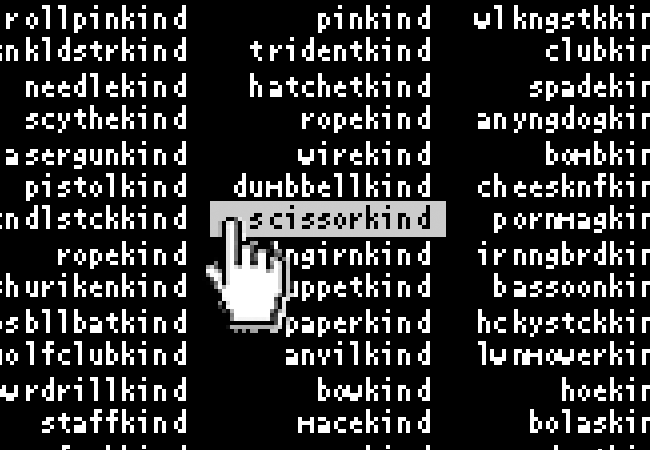 rollpinkind pinkind wlkngstkkin
nkldstrkind tridentkind clubkin
needlekind hatchetkind spadekin
scythekind ropekind anyngdogkin
asergunkind wirekind bombkin
pistolkind dumbbellkind cheesknfkin
ndlstckkind scissorkind pornmagkin
ropekind ngirnkind irnngbrdkin
hurikenkind uppetkind bassoonkin
sbllbatkind paperkind hckystckkin
olfclubkind anvilkind lwnmowerkin
wrdrillkind bowkind hoekin
staffkind macekind bolaskin